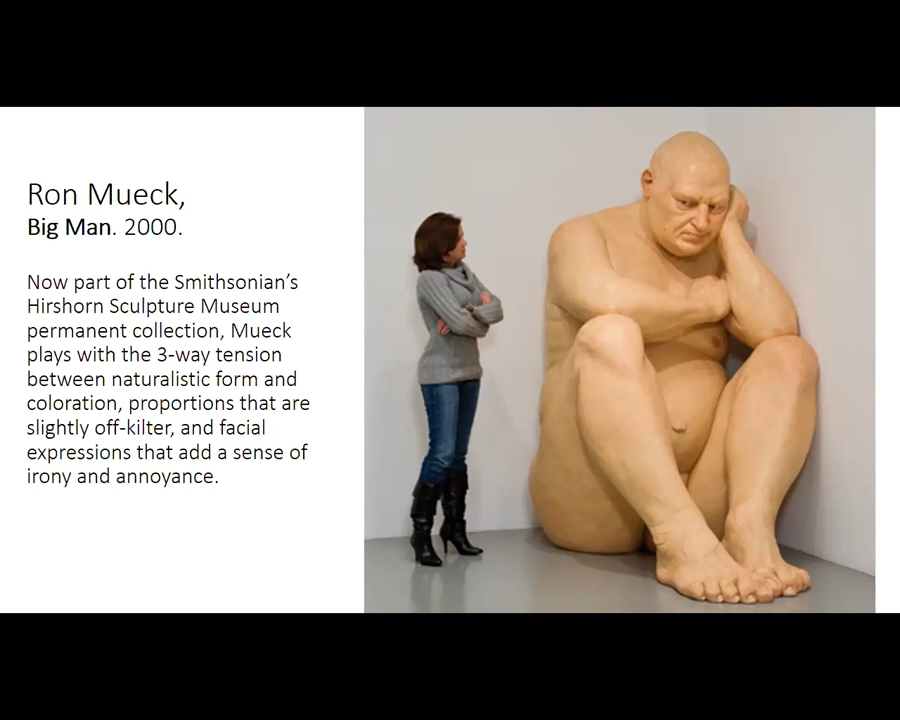 Ron Mueck,
Big Man. 2000.
Now part of the Smithsonian’s
Hirshorn Sculpture Museum
permanent collection, Mueck
plays with the 3-way tension
between naturalistic form and
coloration, proportions that are
slightly off-kilter, and facial
expressions that add a sense of
irony and annoyance.